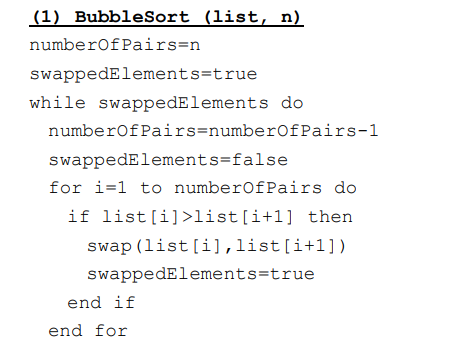 (1) BubbleSort (list, n)
numberOfPairs=n
swappedElements=true
while swappedElements do
numberOfPairs=numberOfPairs-1
swappedElements=false
for i=1 to numberOfPairs do
if list[i]>list[i+1] then
swap(list[i],list[i+1])
swappedElements=true
end if
end for